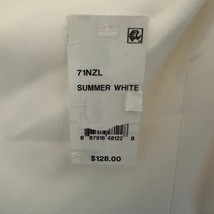 71NZL
SUMMER WHITE
8 87916 48122 8
$128.00